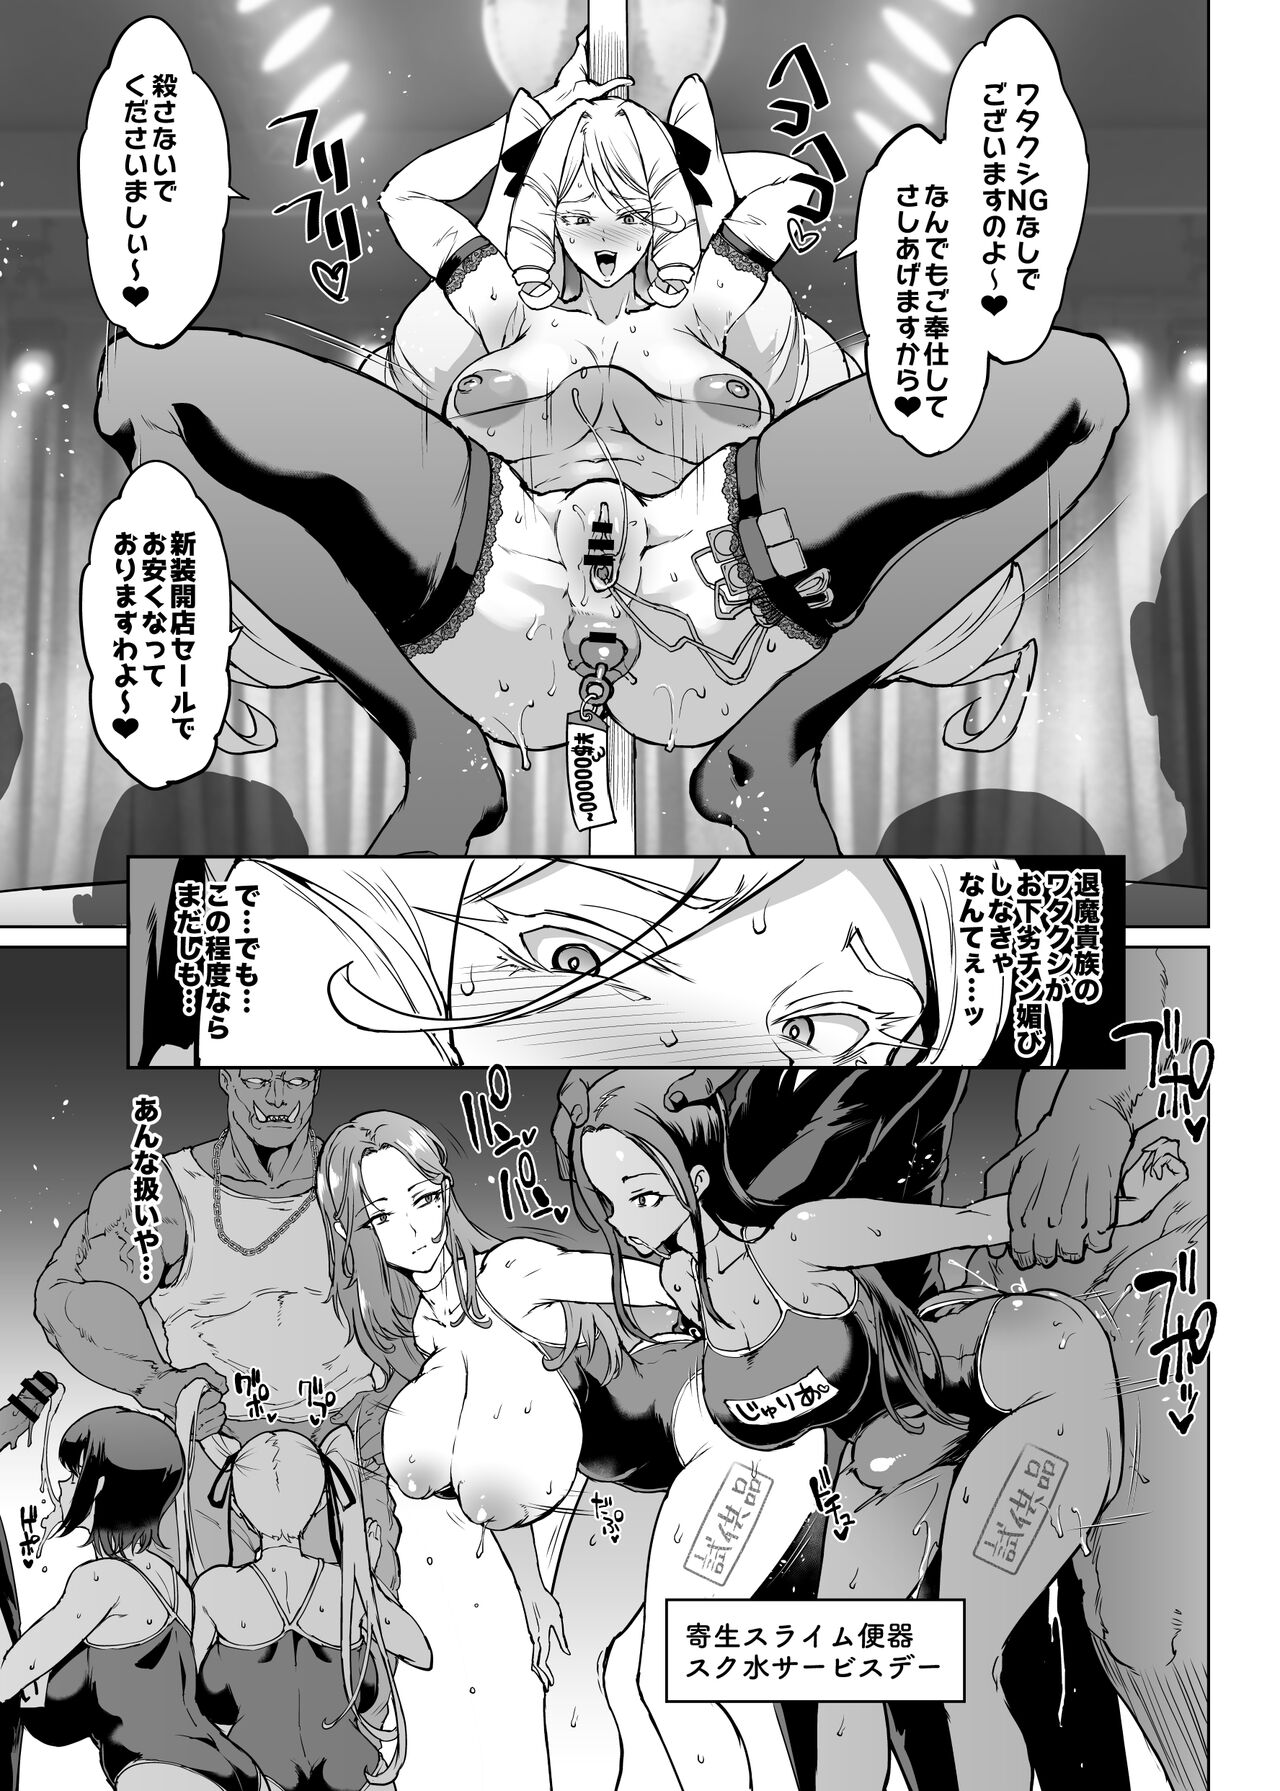 ワタクシNGなしで
ございますのよ～♥
なんでもご奉仕して
さしあげますから♥
殺さないで
くださいましぃ～♥
新装開店セールで
お安くなって
おりますわよ～♥
ヘコヘコ♡
フリフリ♡
00000~
退魔貴族の
ワタクシが
お下劣チン媚び
しなきゃ
なんてぇ…ッ
で…でも…
この程度なら
まだしも…
あんな扱いや…
パンッ
パンッ
ブポッ
ブポッ
グポ
グポ
だぷ
ドチュ
じゅりあ
寄生スライム便器
スク水サービスデー